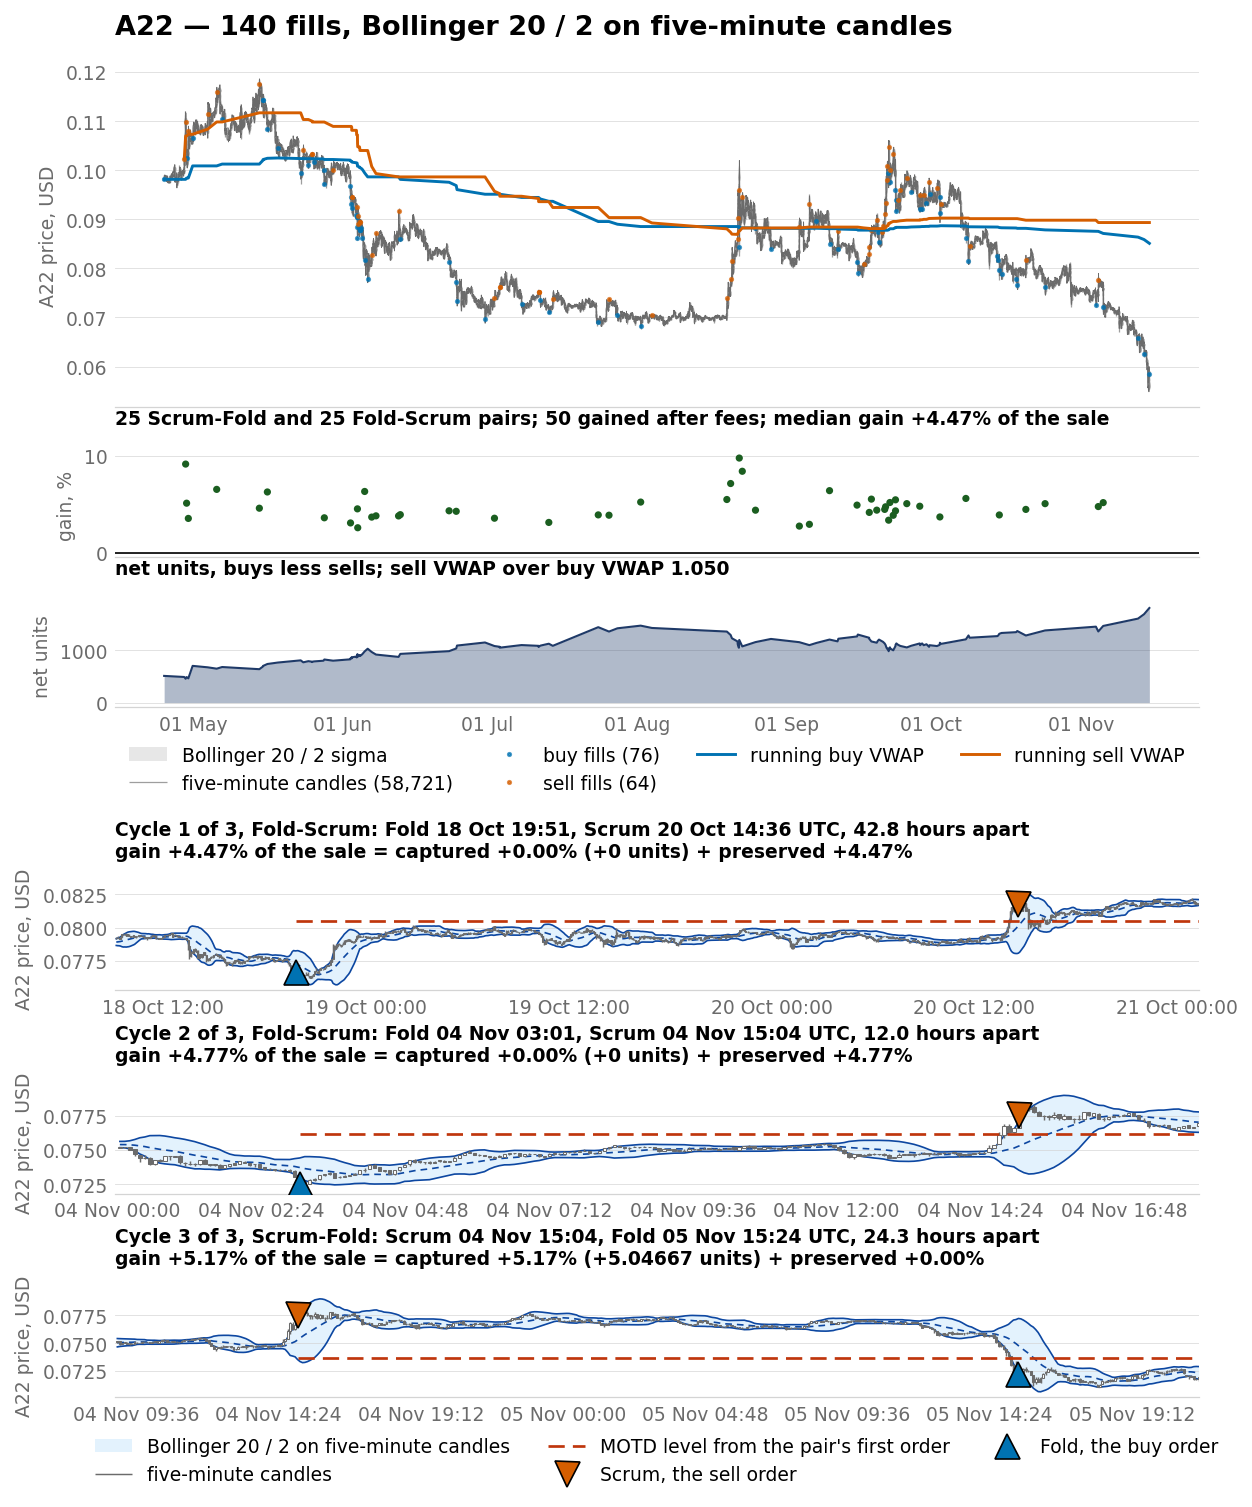 A22 — 140 fills, Bollinger 20 / 2 on five-minute candles
A22 price, USD
0.12
0.11
0.10
0.09
0.08
0.07
0.06
25 Scrum-Fold and 25 Fold-Scrum pairs; 50 gained after fees; median gain +4.47% of the sale
gain, %
10
0
net units, buys less sells; sell VWAP over buy VWAP 1.050
net units
1000
0
01 May 01 Jun 01 Jul 01 Aug 01 Sep 01 Oct 01 Nov
Bollinger 20 / 2 sigma buy fills (76) running buy VWAP running sell VWAP
five-minute candles (58,721) sell fills (64)
Cycle 1 of 3, Fold-Scrum: Fold 18 Oct 19:51, Scrum 20 Oct 14:36 UTC, 42.8 hours apart
gain +4.47% of the sale = captured +0.00% (+0 units) + preserved +4.47%
A22 price, USD
0.0825
0.0800
0.0775
18 Oct 12:00 19 Oct 00:00 19 Oct 12:00 20 Oct 00:00 20 Oct 12:00 21 Oct 00:00
Cycle 2 of 3, Fold-Scrum: Fold 04 Nov 03:01, Scrum 04 Nov 15:04 UTC, 12.0 hours apart
gain +4.77% of the sale = captured +0.00% (+0 units) + preserved +4.77%
A22 price, USD
0.0775
0.0750
0.0725
04 Nov 00:00 04 Nov 02:24 04 Nov 04:48 04 Nov 07:12 04 Nov 09:36 04 Nov 12:00 04 Nov 14:24 04 Nov 16:48
Cycle 3 of 3, Scrum-Fold: Scrum 04 Nov 15:04, Fold 05 Nov 15:24 UTC, 24.3 hours apart
gain +5.17% of the sale = captured +5.17% (+5.04667 units) + preserved +0.00%
A22 price, USD
0.0775
0.0750
0.0725
04 Nov 09:36 04 Nov 14:24 04 Nov 19:12 05 Nov 00:00 05 Nov 04:48 05 Nov 09:36 05 Nov 14:24 05 Nov 19:12
Bollinger 20 / 2 on five-minute candles MOTD level from the pair's first order Fold, the buy order
five-minute candles Scrum, the sell order